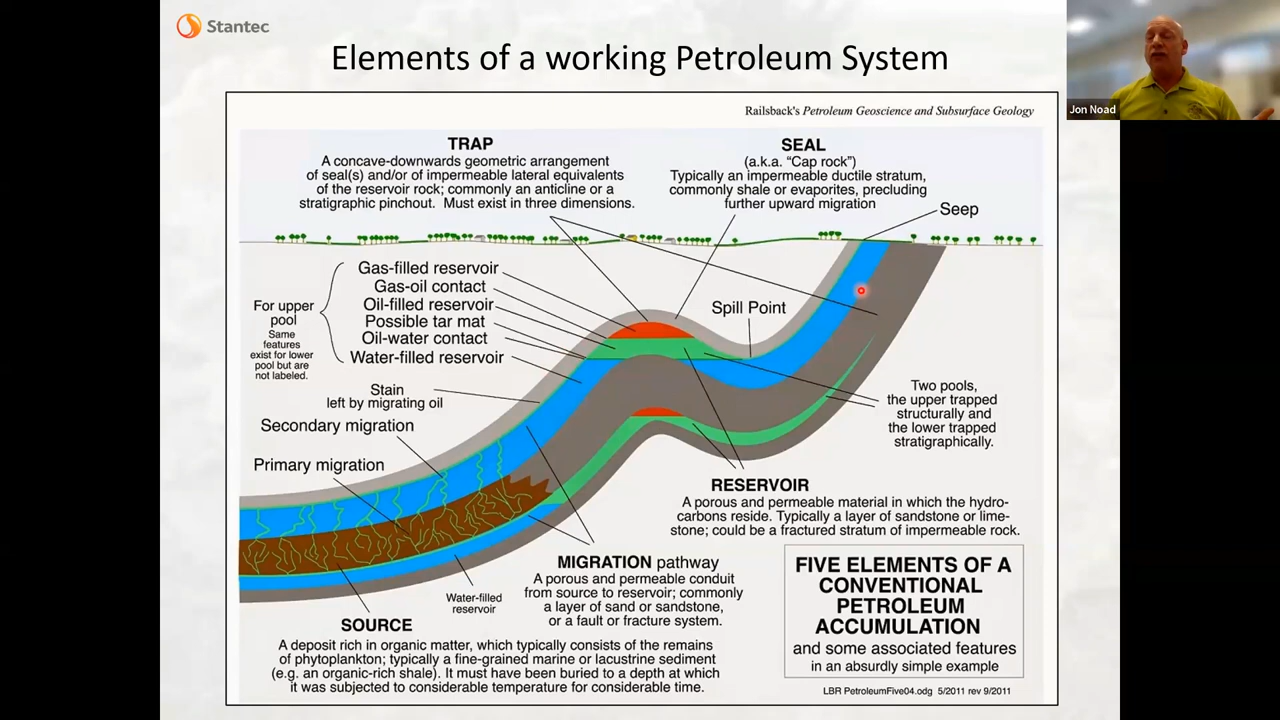 Stantec
Elements of a working Petroleum System
Jon Noad
Railsback's Petroleum Geoscience and Subsurface Geology
TRAP
A concave-downwards geometric arrangement
of seal(s) and/or of impermeable lateral equivalents
of the reservoir rock; commonly an anticline or a
stratigraphic pinchout. Must exist in three dimensions.
SEAL
(a.k.a. “Cap rock”)
Typically an impermeable ductile stratum,
commonly shale or evaporites, precluding
further upward migration
Seep
For upper
pool
Same
features
exist for lower
pool but are
not labeled.
Gas-filled reservoir
Gas-oil contact
Oil-filled reservoir
Possible tar mat
Oil-water contact
Water-filled reservoir
Spill Point
Stain
left by migrating oil
Secondary migration
Primary migration
Two pools,
the upper trapped
structurally and
the lower trapped
stratigraphically.
RESERVOIR
A porous and permeable material in which the hydro-
carbons reside. Typically a layer of sandstone or lime-
stone; could be a fractured stratum of impermeable rock.
MIGRATION pathway
A porous and permeable conduit
from source to reservoir; commonly
a layer of sand or sandstone,
or a fault or fracture system.
Water-filled
reservoir
SOURCE
A deposit rich in organic matter, which typically consists of the remains
of phytoplankton; typically a fine-grained marine or lacustrine sediment
(e.g. an organic-rich shale). It must have been buried to a depth at which
it was subjected to considerable temperature for considerable time.
FIVE ELEMENTS OF A
CONVENTIONAL
PETROLEUM
ACCUMULATION
and some associated features
in an absurdly simple example
LBR PetroleumFive04.odg 5/2011 rev 9/2011